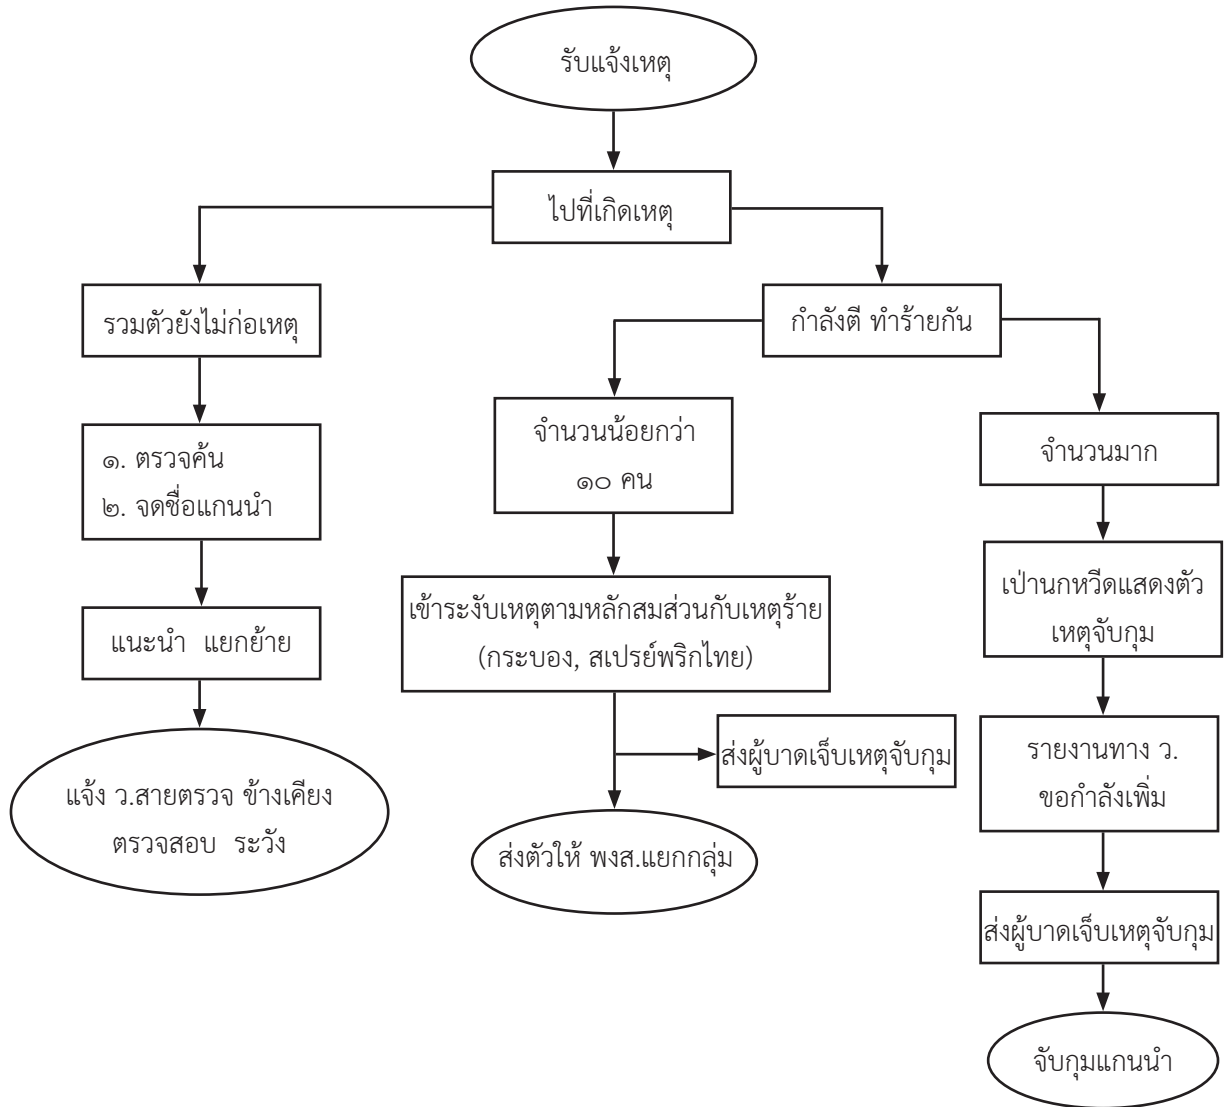 รับแจ้งเหตุ
ไปที่เกิดเหตุ
รวมตัวยังไม่ก่อเหตุ
กำลังตี ทำร้ายกัน
๑. ตรวจค้น
๒. จดชื่อแกนนำ
แนะนำ แยกย้าย
แจ้ง ว.สายตรวจ ข้างเคียง
ตรวจสอบ ระวัง
จำนวนน้อยกว่า
๑๐ คน
เข้าระงับเหตุตามหลักสมส่วนกับเหตุร้าย
(กระบอง, สเปรย์พริกไทย)
ส่งผู้บาดเจ็บเหตุจับกุม
ส่งตัวให้ พงส.แยกกลุ่ม
จำนวนมาก
เป่านกหวีดแสดงตัว
เหตุจับกุม
รายงานทาง ว.
ขอกำลังเพิ่ม
ส่งผู้บาดเจ็บเหตุจับกุม
จับกุมแกนนำ